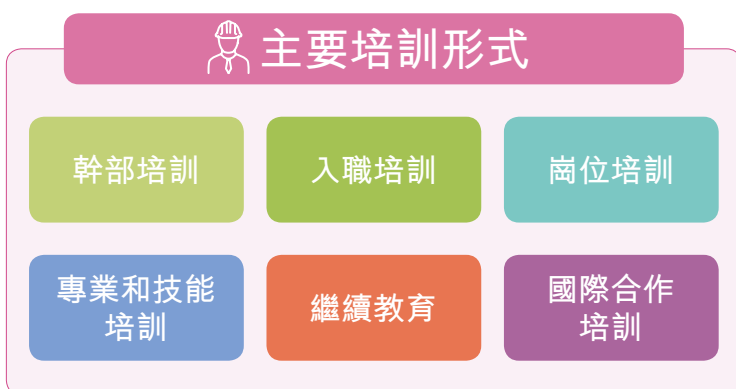 主要培訓形式
幹部培訓
入職培訓
崗位培訓
專業和技能
培訓
繼續教育
國際合作
培訓